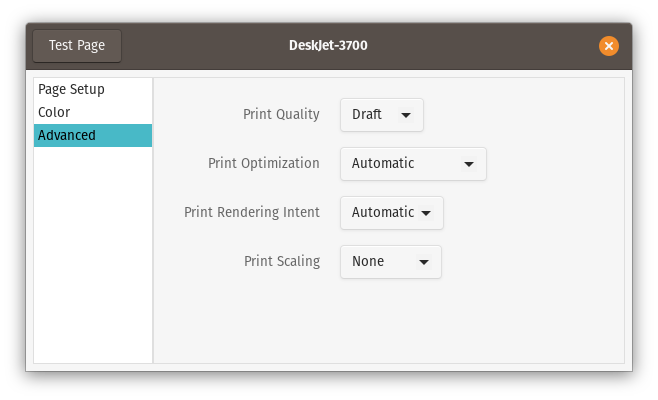 Test Page
DeskJet-3700
Page Setup
Color
Advanced
Print Quality Draft
Print Optimization Automatic
Print Rendering Intent Automatic
Print Scaling None